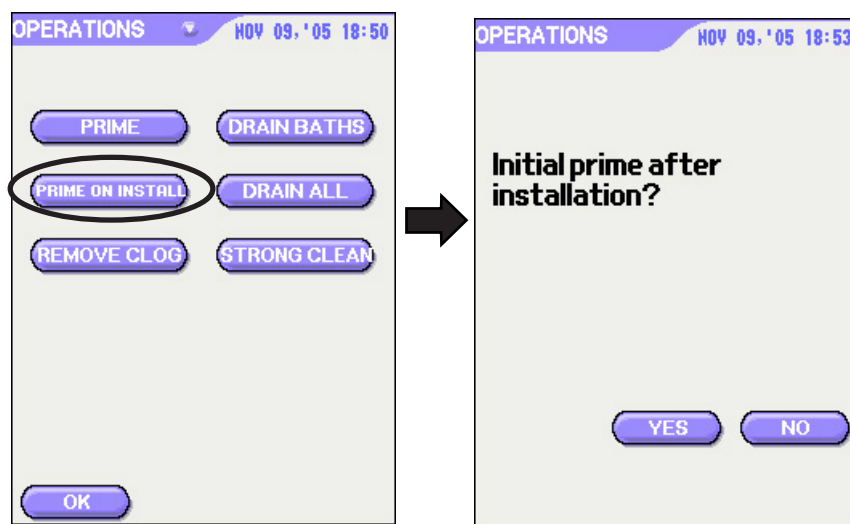 OPERATIONS NOV 09,'05 18:50
PRIME DRAIN BATHS
PRIME ON INSTALL DRAIN ALL
REMOVE CLOG STRONG CLEAN
OK
OPERATIONS NOV 09,'05 18:53
Initial prime after
installation?
YES NO